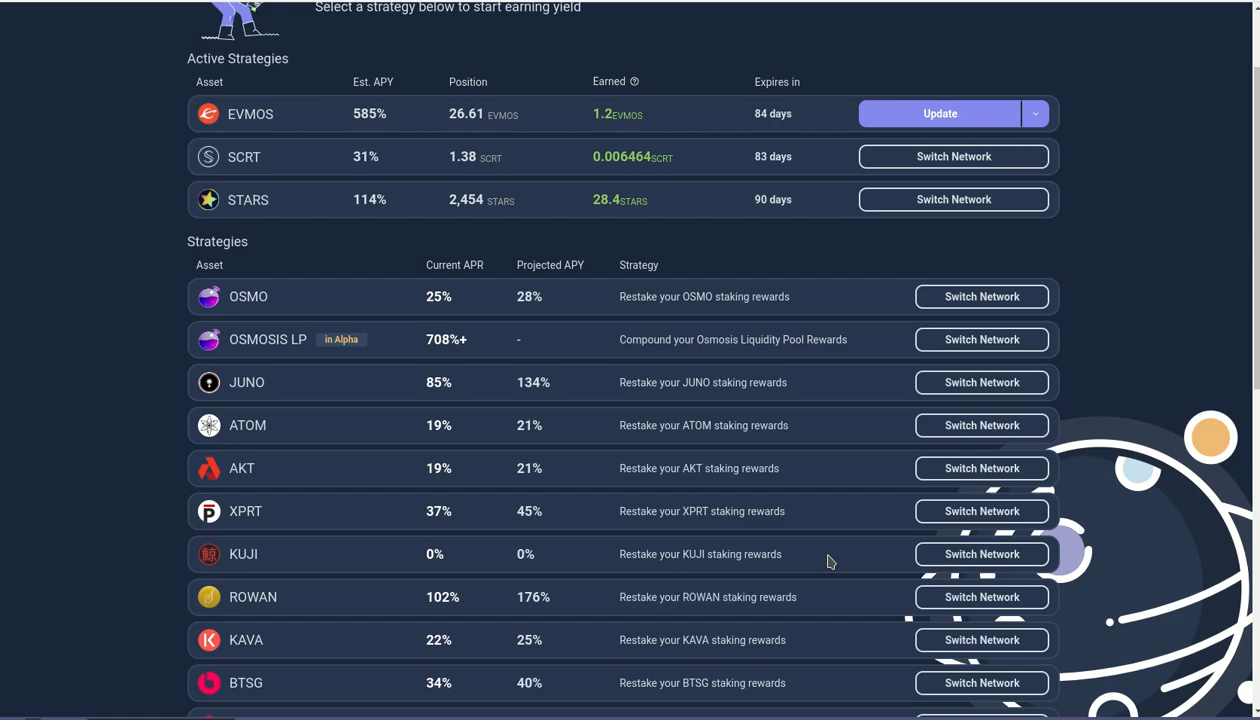 Select a strategy below to start earning yield
Active Strategies
Asset Est. APY Position Earned Expires in
EVMOS 585% 26.61 EVMOS 1.2EVMOS 84 days Update
SCRT 31% 1.38 SCRT 0.006464SCRT 83 days Switch Network
STARS 114% 2,454 STARS 28.4STARS 90 days Switch Network
Strategies
Asset Current APR Projected APY Strategy
OSMO 25% 28% Restake your OSMO staking rewards Switch Network
OSMOSIS LP in Alpha 708%+ - Compound your Osmosis Liquidity Pool Rewards Switch Network
JUNO 85% 134% Restake your JUNO staking rewards Switch Network
ATOM 19% 21% Restake your ATOM staking rewards Switch Network
AKT 19% 21% Restake your AKT staking rewards Switch Network
XPRT 37% 45% Restake your XPRT staking rewards Switch Network
KUJI 0% 0% Restake your KUJI staking rewards Switch Network
ROWAN 102% 176% Restake your ROWAN staking rewards Switch Network
KAVA 22% 25% Restake your KAVA staking rewards Switch Network
BTSG 34% 40% Restake your BTSG staking rewards Switch Network